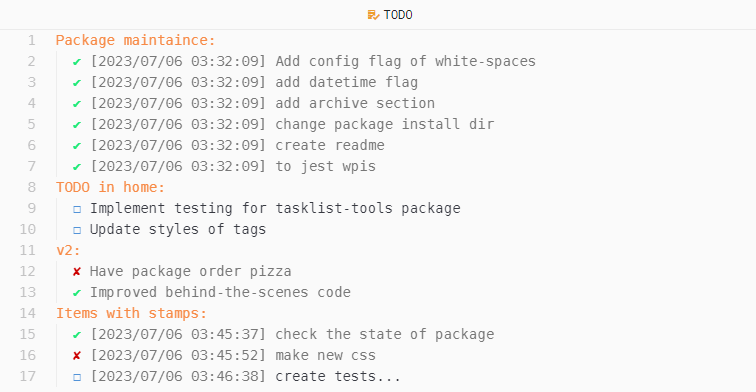 TODO
1 Package maintaince:
2 ✔ [2023/07/06 03:32:09] Add config flag of white-spaces
3 ✔ [2023/07/06 03:32:09] add datetime flag
4 ✔ [2023/07/06 03:32:09] add archive section
5 ✔ [2023/07/06 03:32:09] change package install dir
6 ✔ [2023/07/06 03:32:09] create readme
7 ✔ [2023/07/06 03:32:09] to jest wpis
8 TODO in home:
9 ☐ Implement testing for tasklist-tools package
10 ☐ Update styles of tags
11 v2:
12 ✘ Have package order pizza
13 ✔ Improved behind-the-scenes code
14 Items with stamps:
15 ✔ [2023/07/06 03:45:37] check the state of package
16 ✘ [2023/07/06 03:45:52] make new css
17 ☐ [2023/07/06 03:46:38] create tests...